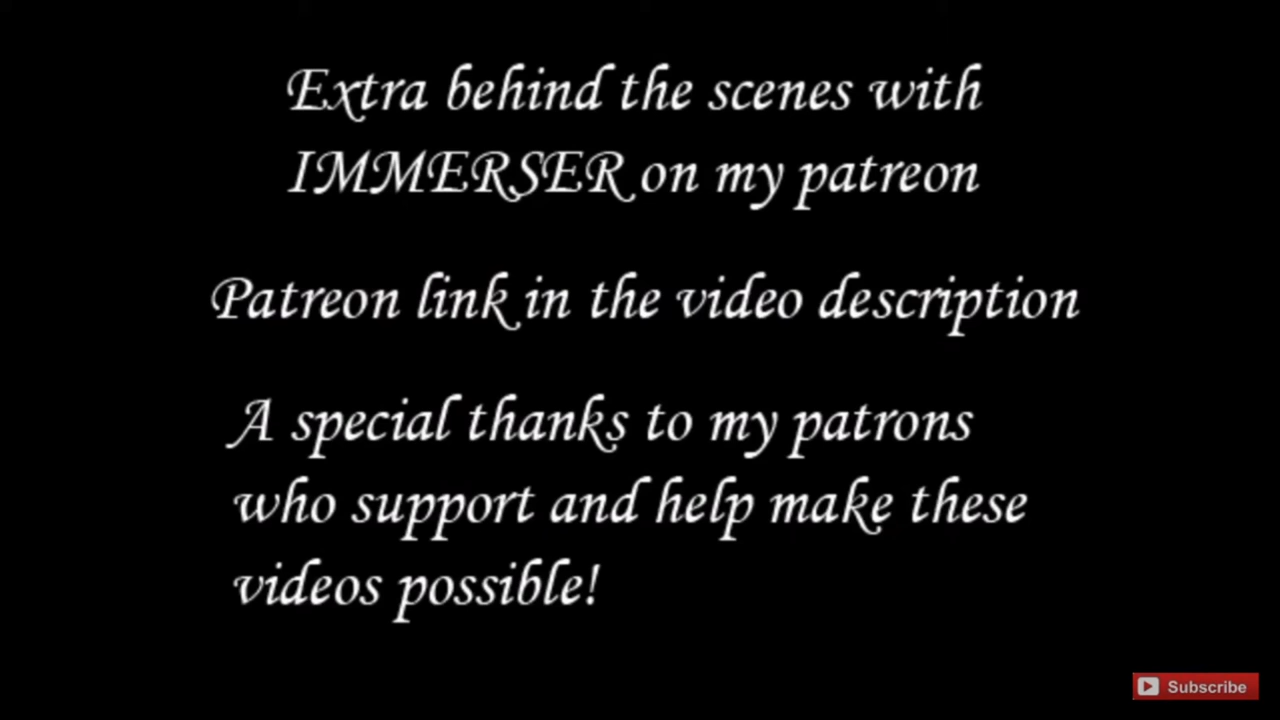 Extra behind the scenes with
IMMERSER on my patreon
Patreon link in the video description
A special thanks to my patrons
who support and help make these
videos possible!
Subscribe